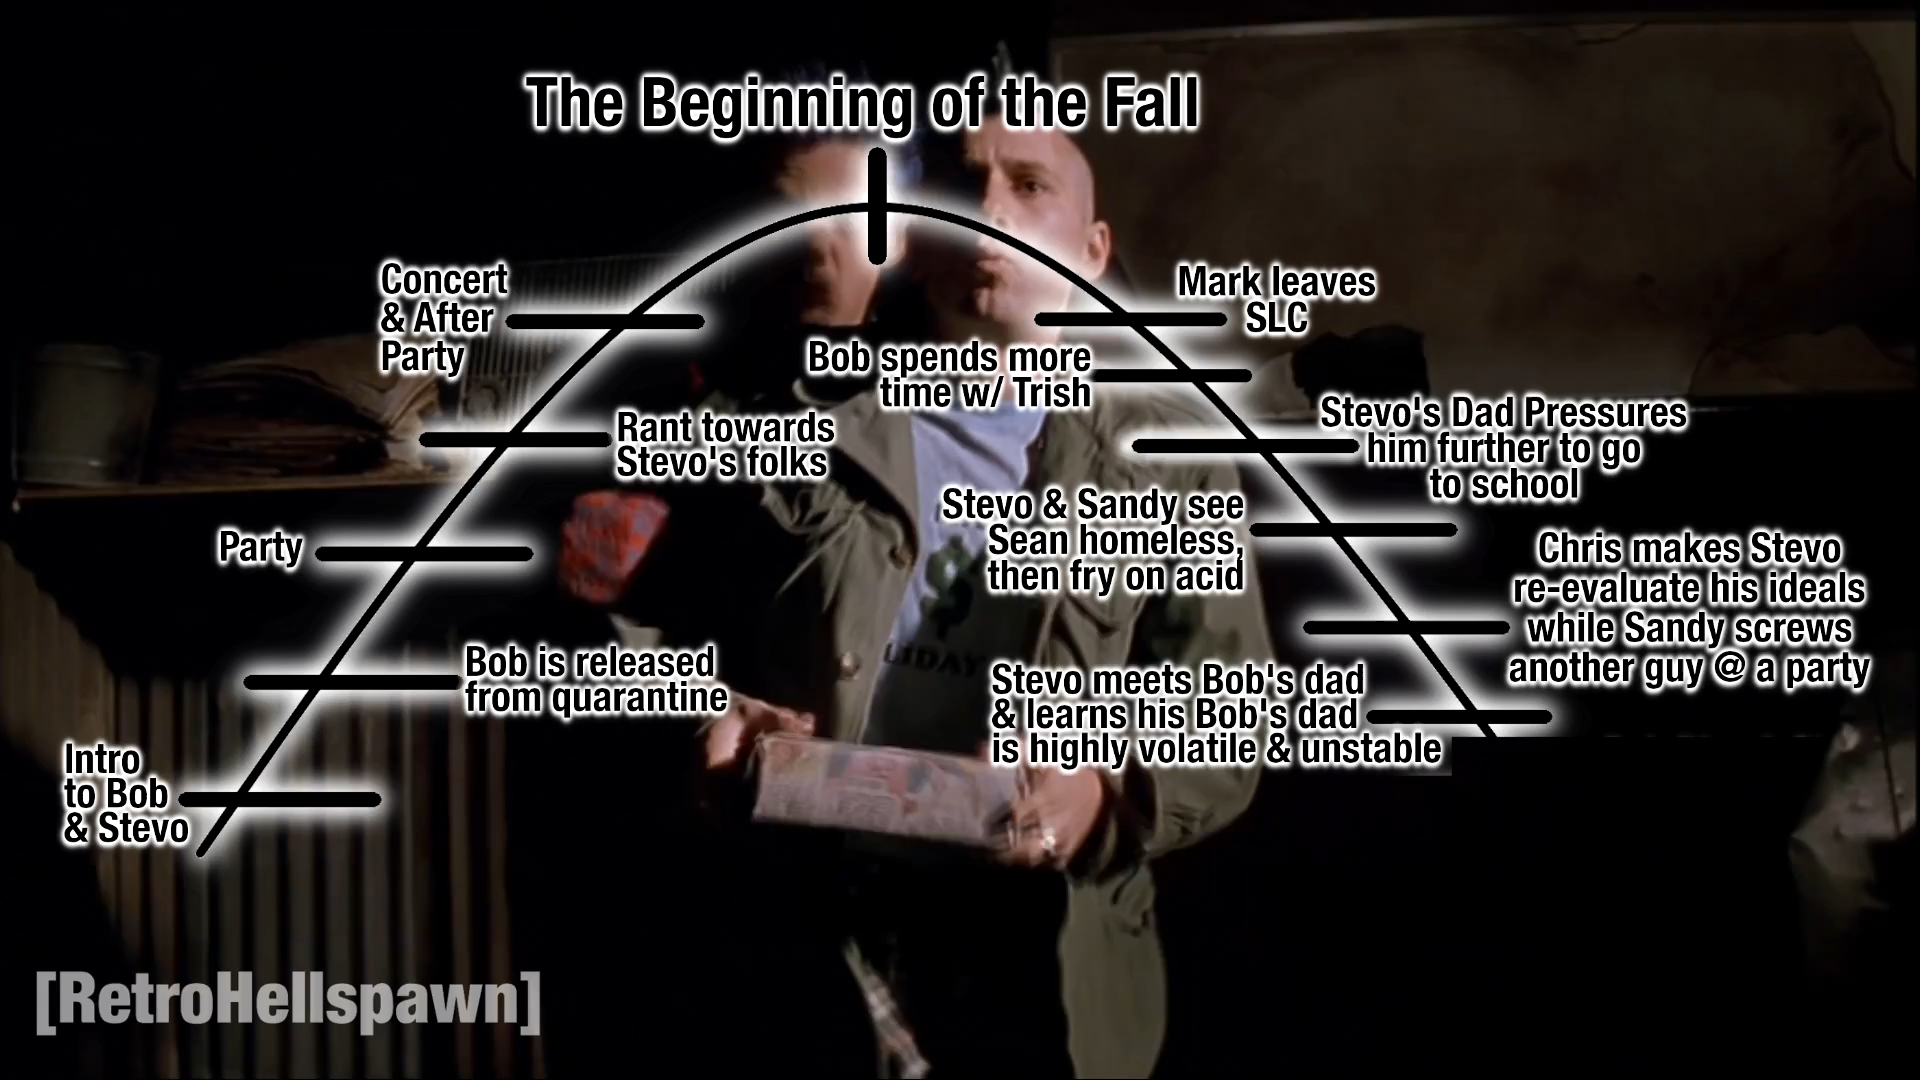 The Beginning of the Fall
Concert
& After
Party
Rant towards
Stevo's folks
Party
Bob is released
from quarantine
Intro
to Bob
& Stevo
Mark leaves
SLC
Bob spends more
time w/ Trish
Stevo's Dad Pressures
him further to go
to school
Stevo & Sandy see
Sean homeless,
then fry on acid
Chris makes Stevo
re-evaluate his ideals
while Sandy screws
another guy @ a party
Stevo meets Bob's dad
& learns his Bob's dad
is highly volatile & unstable
LIDAY
[RetroHellspawn]